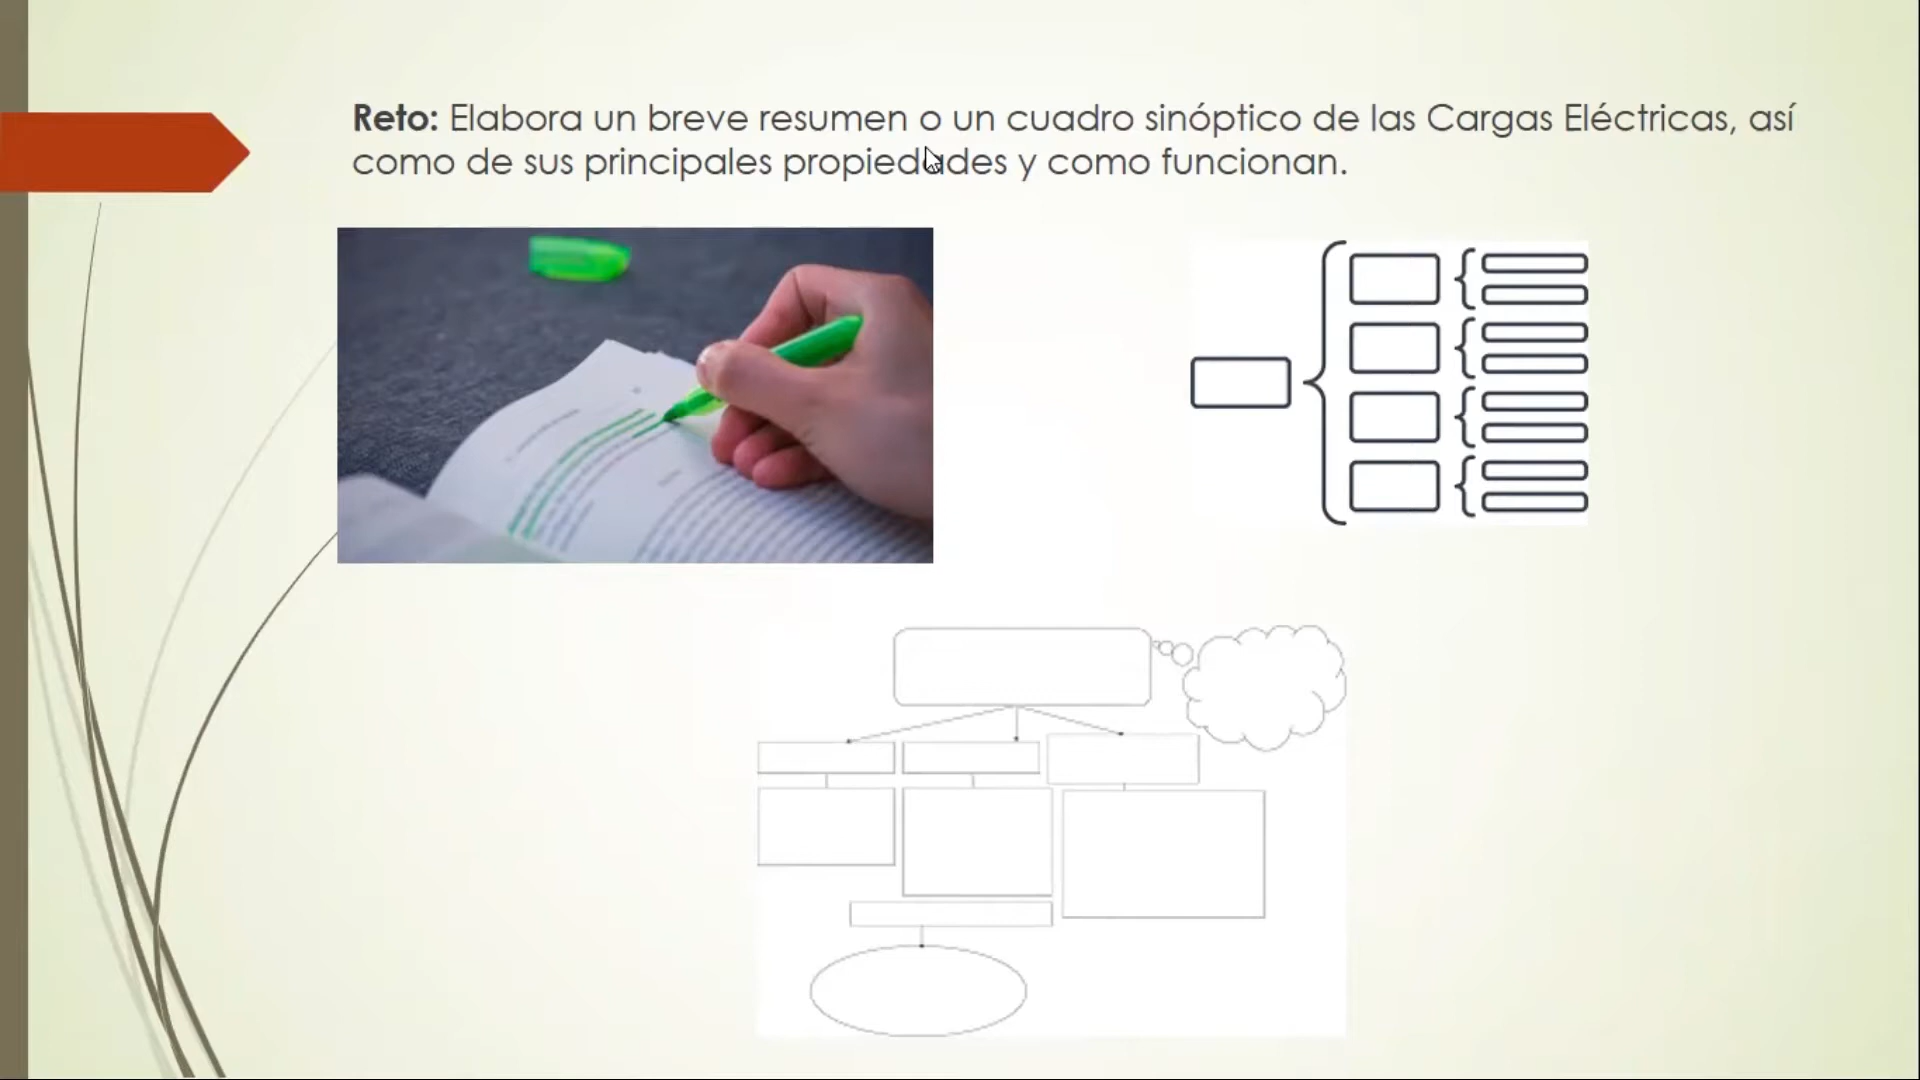 Reto: Elabora un breve resumen o un cuadro sinóptico de las Cargas Eléctricas, así
como de sus principales propiedades y como funcionan.